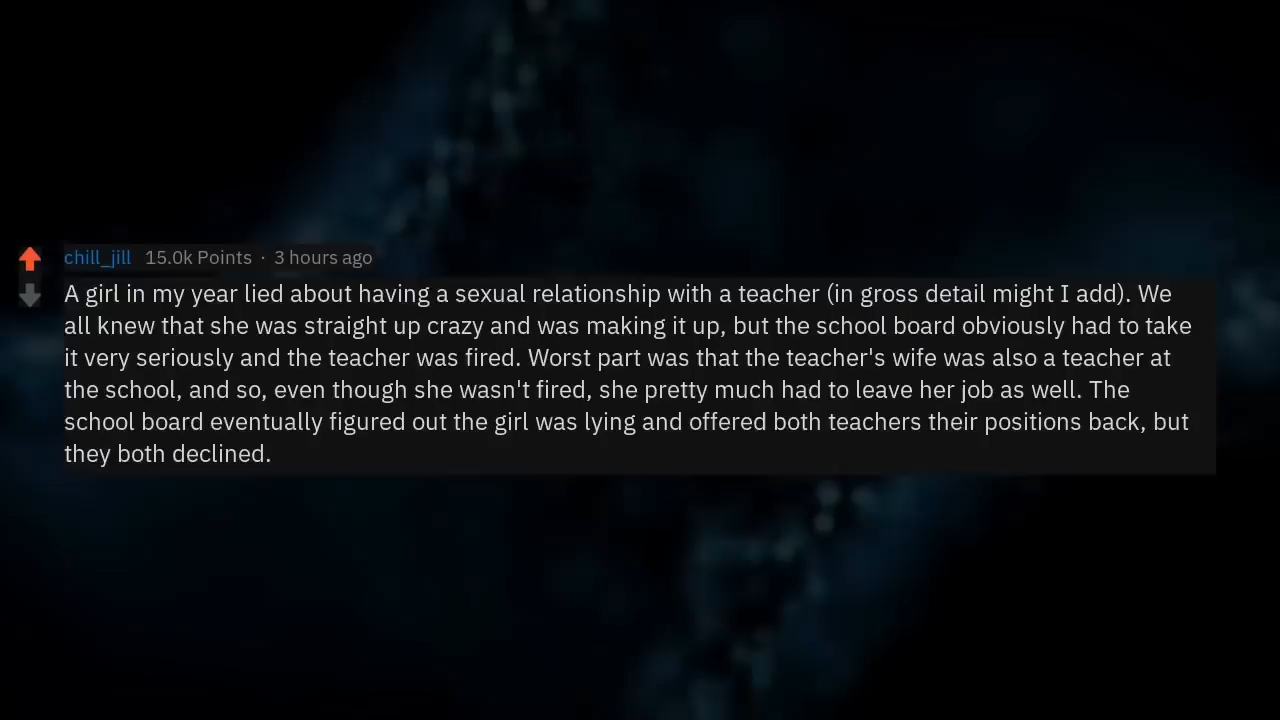 chill_jill 15.0k Points · 3 hours ago
A girl in my year lied about having a sexual relationship with a teacher (in gross detail might I add). We
all knew that she was straight up crazy and was making it up, but the school board obviously had to take
it very seriously and the teacher was fired. Worst part was that the teacher's wife was also a teacher at
the school, and so, even though she wasn't fired, she pretty much had to leave her job as well. The
school board eventually figured out the girl was lying and offered both teachers their positions back, but
they both declined.